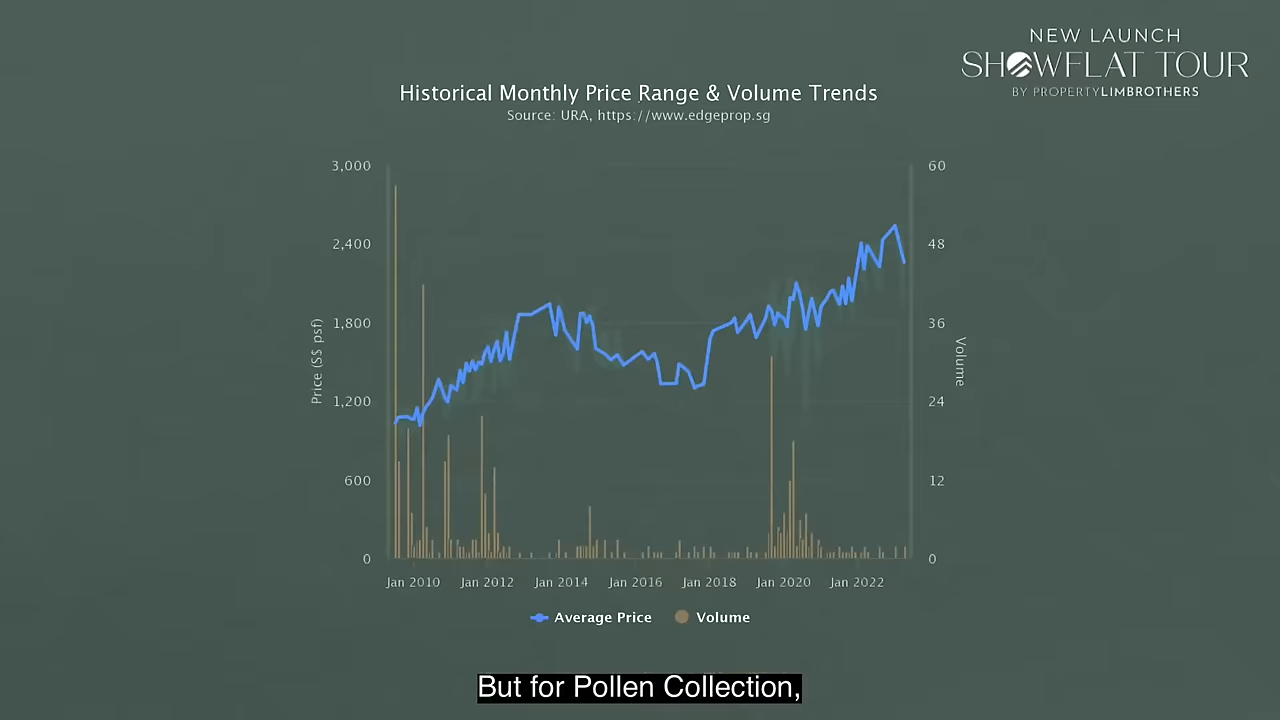 NEW LAUNCH
SHOWFLAT TOUR
BY PROPERTYLIMBROTHERS
Historical Monthly Price Range & Volume Trends
Source: URA, https://www.edgeprop.sg
3,000
60
2,400
48
1,800
36
Price (S$ psf)
Volume
1,200
24
600
12
0
0
Jan 2010 Jan 2012 Jan 2014 Jan 2016 Jan 2018 Jan 2020 Jan 2022
Average Price Volume
But for Pollen Collection,